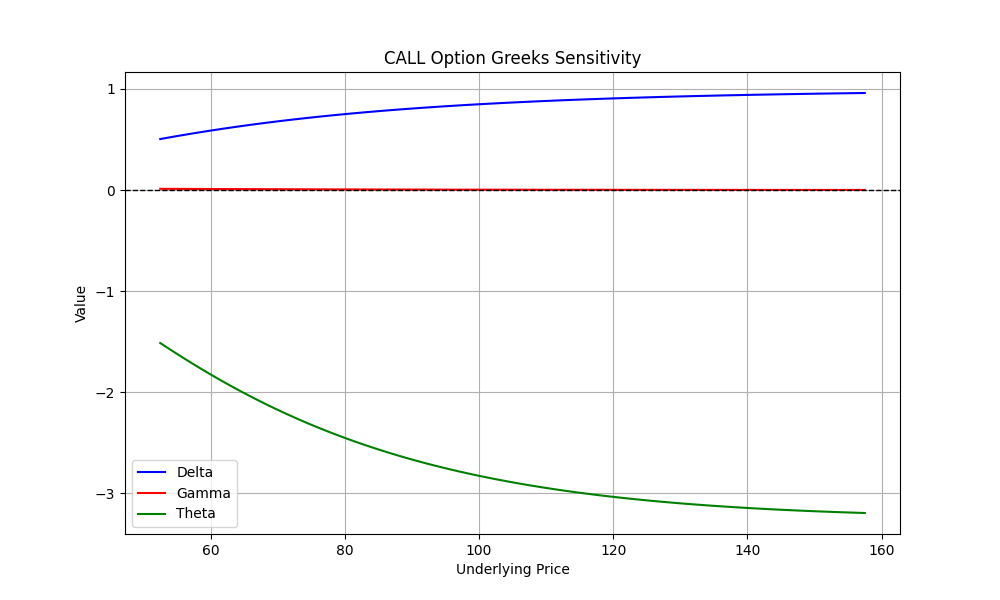 CALL Option Greeks Sensitivity
1
0
−1
−2
−3
Value
Delta
Gamma
Theta
60
80
100
120
140
160
Underlying Price